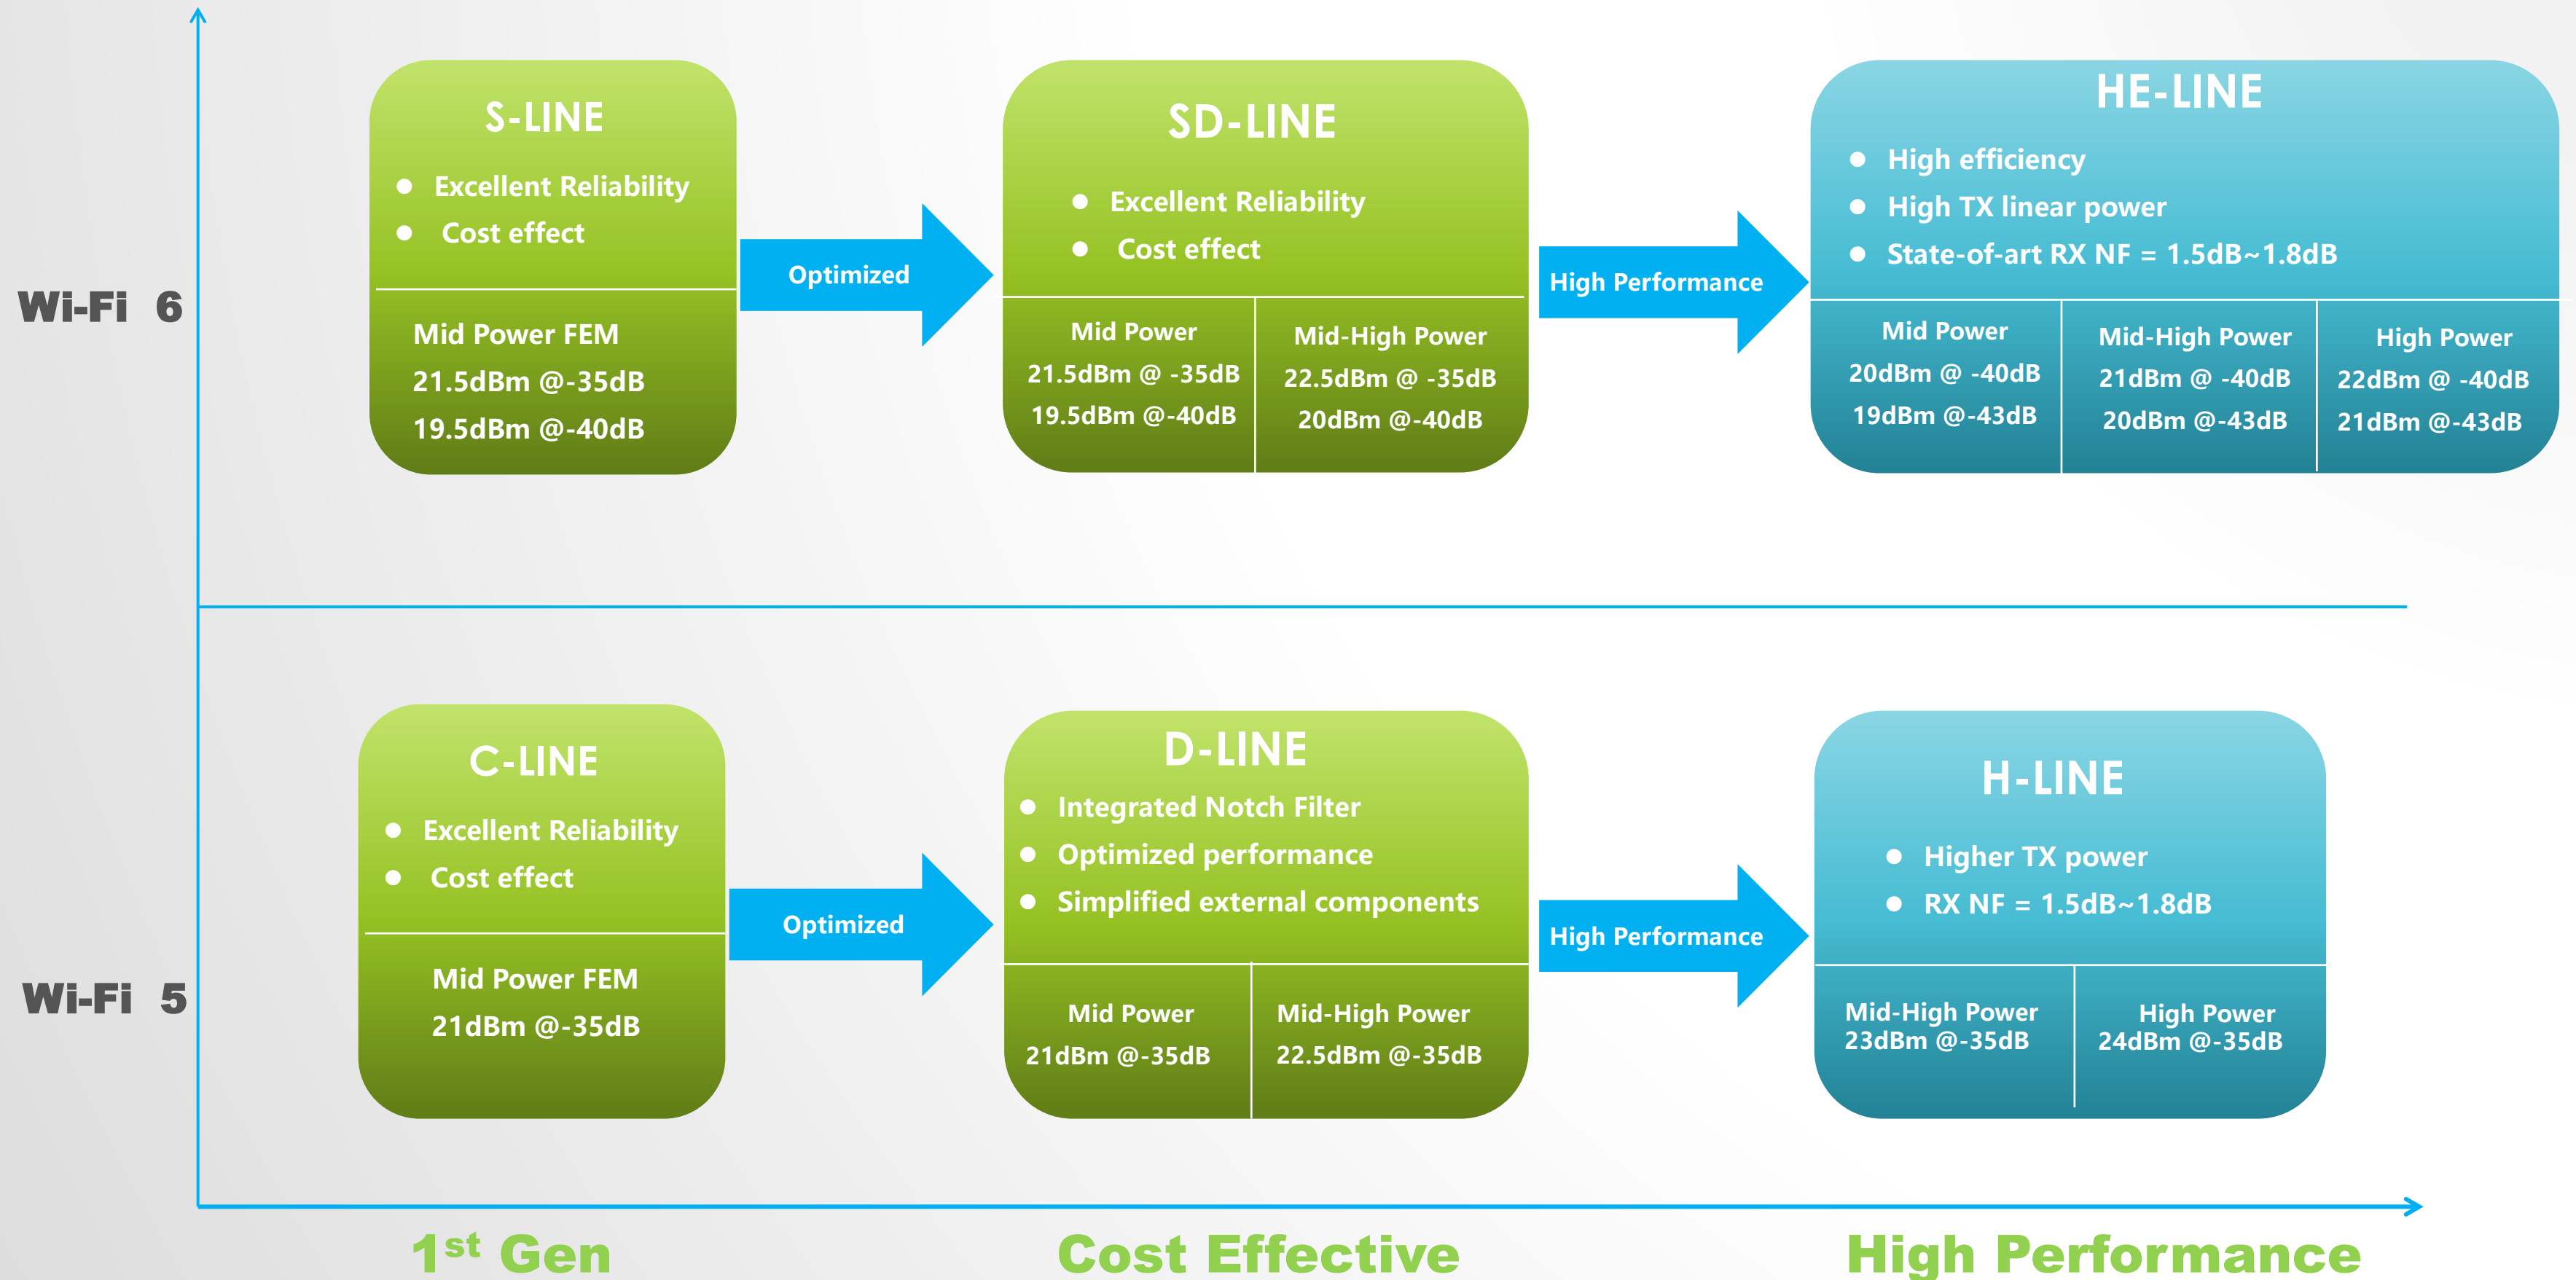 Wi-Fi 6
S-LINE
Excellent Reliability
Cost effect
Mid Power FEM
21.5dBm @-35dB
19.5dBm @-40dB
Optimized
SD-LINE
Excellent Reliability
Cost effect
Mid Power
21.5dBm @ -35dB
19.5dBm @-40dB
Mid-High Power
22.5dBm @ -35dB
20dBm @-40dB
High Performance
HE-LINE
High efficiency
High TX linear power
State-of-art RX NF = 1.5dB~1.8dB
Mid Power
20dBm @ -40dB
19dBm @-43dB
Mid-High Power
21dBm @ -40dB
20dBm @-43dB
High Power
22dBm @ -40dB
21dBm @-43dB
Wi-Fi 5
C-LINE
Excellent Reliability
Cost effect
Mid Power FEM
21dBm @-35dB
Optimized
D-LINE
Integrated Notch Filter
Optimized performance
Simplified external components
Mid Power
21dBm @-35dB
Mid-High Power
22.5dBm @-35dB
High Performance
H-LINE
Higher TX power
RX NF = 1.5dB~1.8dB
Mid-High Power
23dBm @-35dB
High Power
24dBm @-35dB
1st Gen
Cost Effective
High Performance